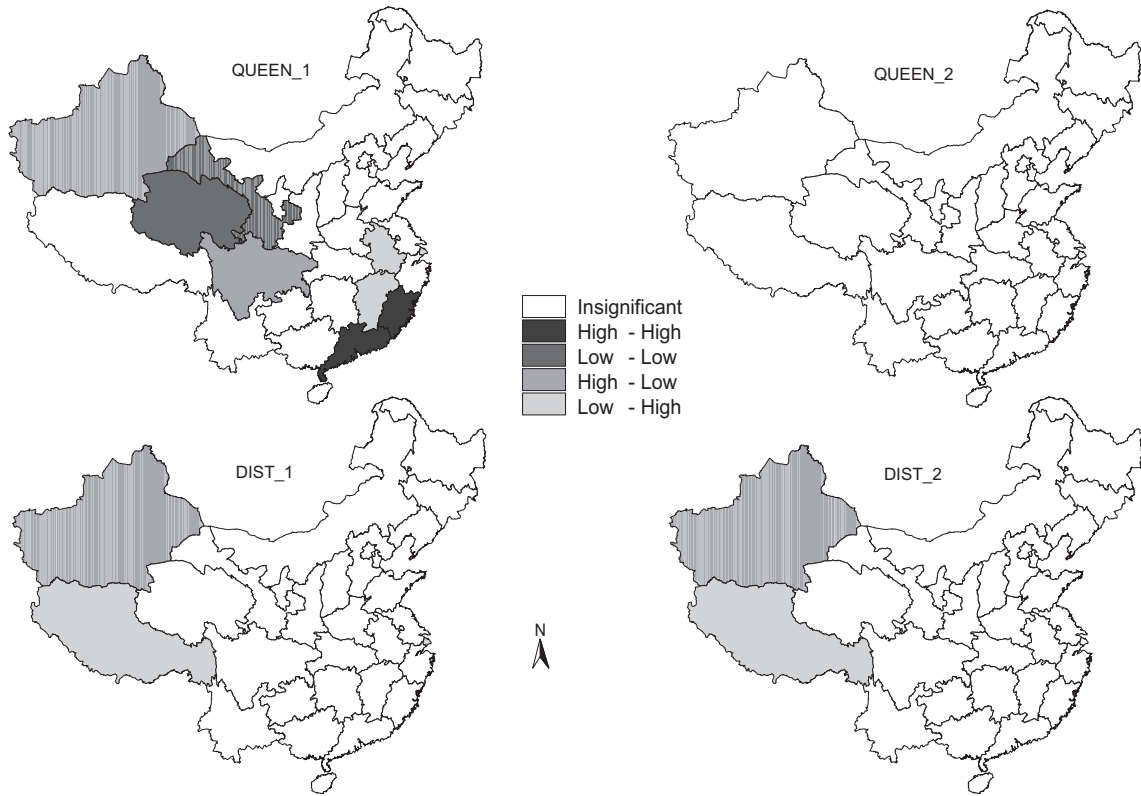 QUEEN_1
QUEEN_2
Insignificant
High - High
Low - Low
High - Low
Low - High
DIST_1
DIST_2
N